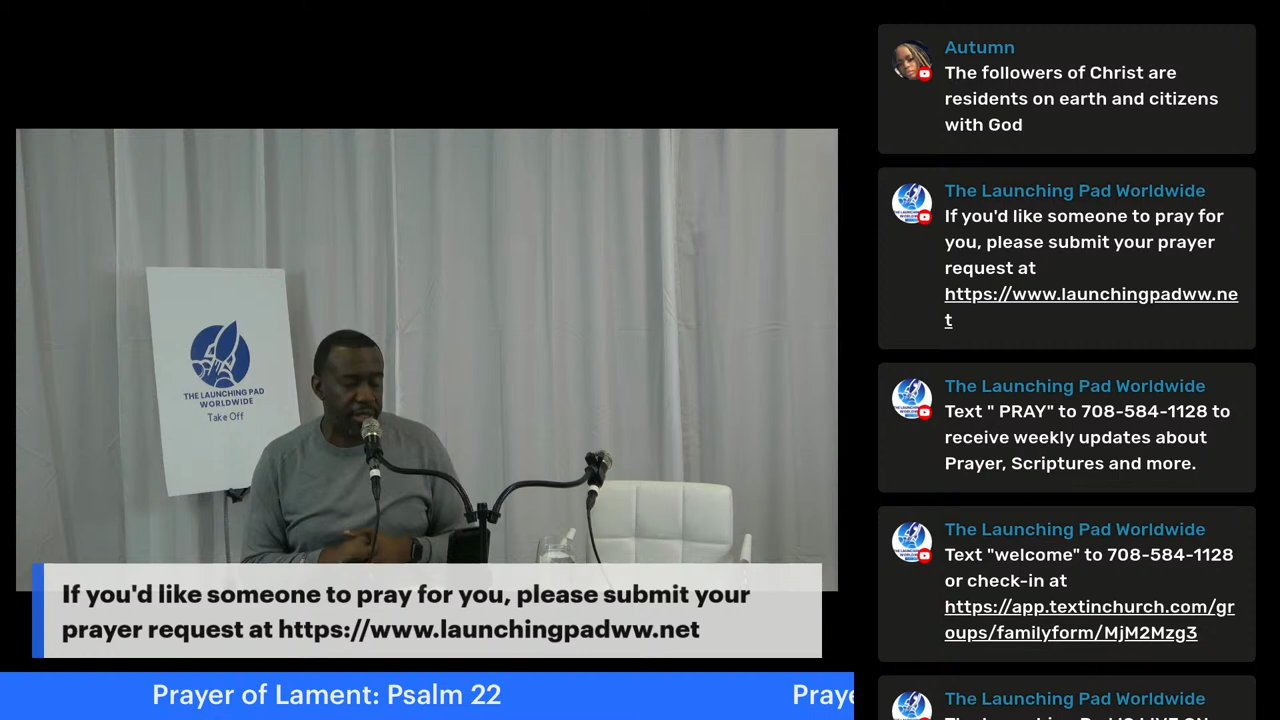 THE LAUNCHING PAD
WORLDWIDE
Take Off
If you'd like someone to pray for you, please submit your
prayer request at https://www.launchingpadww.net
Prayer of Lament: Psalm 22
Praye
Autumn
The followers of Christ are
residents on earth and citizens
with God
The Launching Pad Worldwide
If you'd like someone to pray for
you, please submit your prayer
request at
https://www.launchingpadww.ne
t
The Launching Pad Worldwide
Text " PRAY" to 708-584-1128 to
receive weekly updates about
Prayer, Scriptures and more.
The Launching Pad Worldwide
Text "welcome" to 708-584-1128
or check-in at
https://app.textinchurch.com/gr
oups/familyform/MjM2Mzg3
The Launching Pad Worldwide